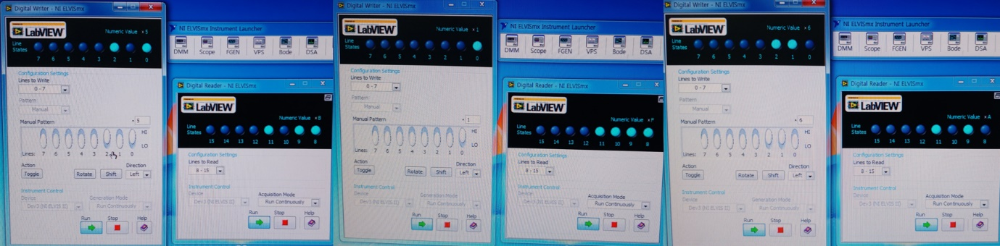 Digital Writer - NI ELVISmx
LabVIEW
Numeric Value × 5
Line States
7 6 5 4 3 2 1 0
Configuration Settings
Lines to Write
0 - 7
Pattern
Manual
Manual Pattern
5
HI
LO
Lines: 7 6 5 4 3 2 1 0
Action
Toggle
Rotate
Shift
Direction
Left
Instrument Control
Device
Dev3 (NI ELVIS II)
Generation Mode
Run Continuously
Run Stop Help
NI ELVISmx Instrument Launcher
DMM Scope FGEN VPS Bode DSA
Digital Reader - NI ELVISmx
LabVIEW
Numeric Value
Line States
15 14 13 12 11 10 9 8
Configuration Settings
Lines to Read
8 - 15
Instrument Control
Device
Dev3 (NI ELVIS II)
Acquisition Mode
Run Continuously
Run Stop Help
Digital Writer - NI ELVISmx
LabVIEW
Numeric Value × 1
Line States
7 6 5 4 3 2 1 0
Configuration Settings
Lines to Write
0 - 7
Pattern
Manual
Manual Pattern
1
HI
LO
Lines: 7 6 5 4 3 2 1 0
Action
Toggle
Rotate
Shift
Direction
Left
Instrument Control
Device
Dev3 (NI ELVIS II)
Generation Mode
Run Continuously
Run Stop Help
NI ELVISmx Instrument Launcher
DMM Scope FGEN VPS Bode DSA
Digital Reader - NI ELVISmx
LabVIEW
Numeric Value × F
Line States
15 14 13 12 11 10 9 8
Configuration Settings
Lines to Read
8 - 15
Instrument Control
Device
Dev3 (NI ELVIS II)
Acquisition Mode
Run Continuously
Run Stop Help
Digital Writer - NI ELVISmx
LabVIEW
Numeric Value × 6
Line States
7 6 5 4 3 2 1 0
Configuration Settings
Lines to Write
0 - 7
Pattern
Manual
Manual Pattern
6
HI
LO
Lines: 7 6 5 4 3 2 1 0
Action
Toggle
Rotate
Shift
Direction
Left
Instrument Control
Device
Dev3 (NI ELVIS II)
Generation Mode
Run Continuously
Run Stop Help
NI ELVISmx Instrument Launcher
DMM Scope FGEN VPS Bode DSA
Digital Reader - NI ELVISmx
LabVIEW
Numeric Value × A
Line States
15 14 13 12 11 10 9 8
Configuration Settings
Lines to Read
8 - 15
Instrument Control
Device
Dev3 (NI ELVIS II)
Acquisition Mode
Run Continuously
Run Stop Help